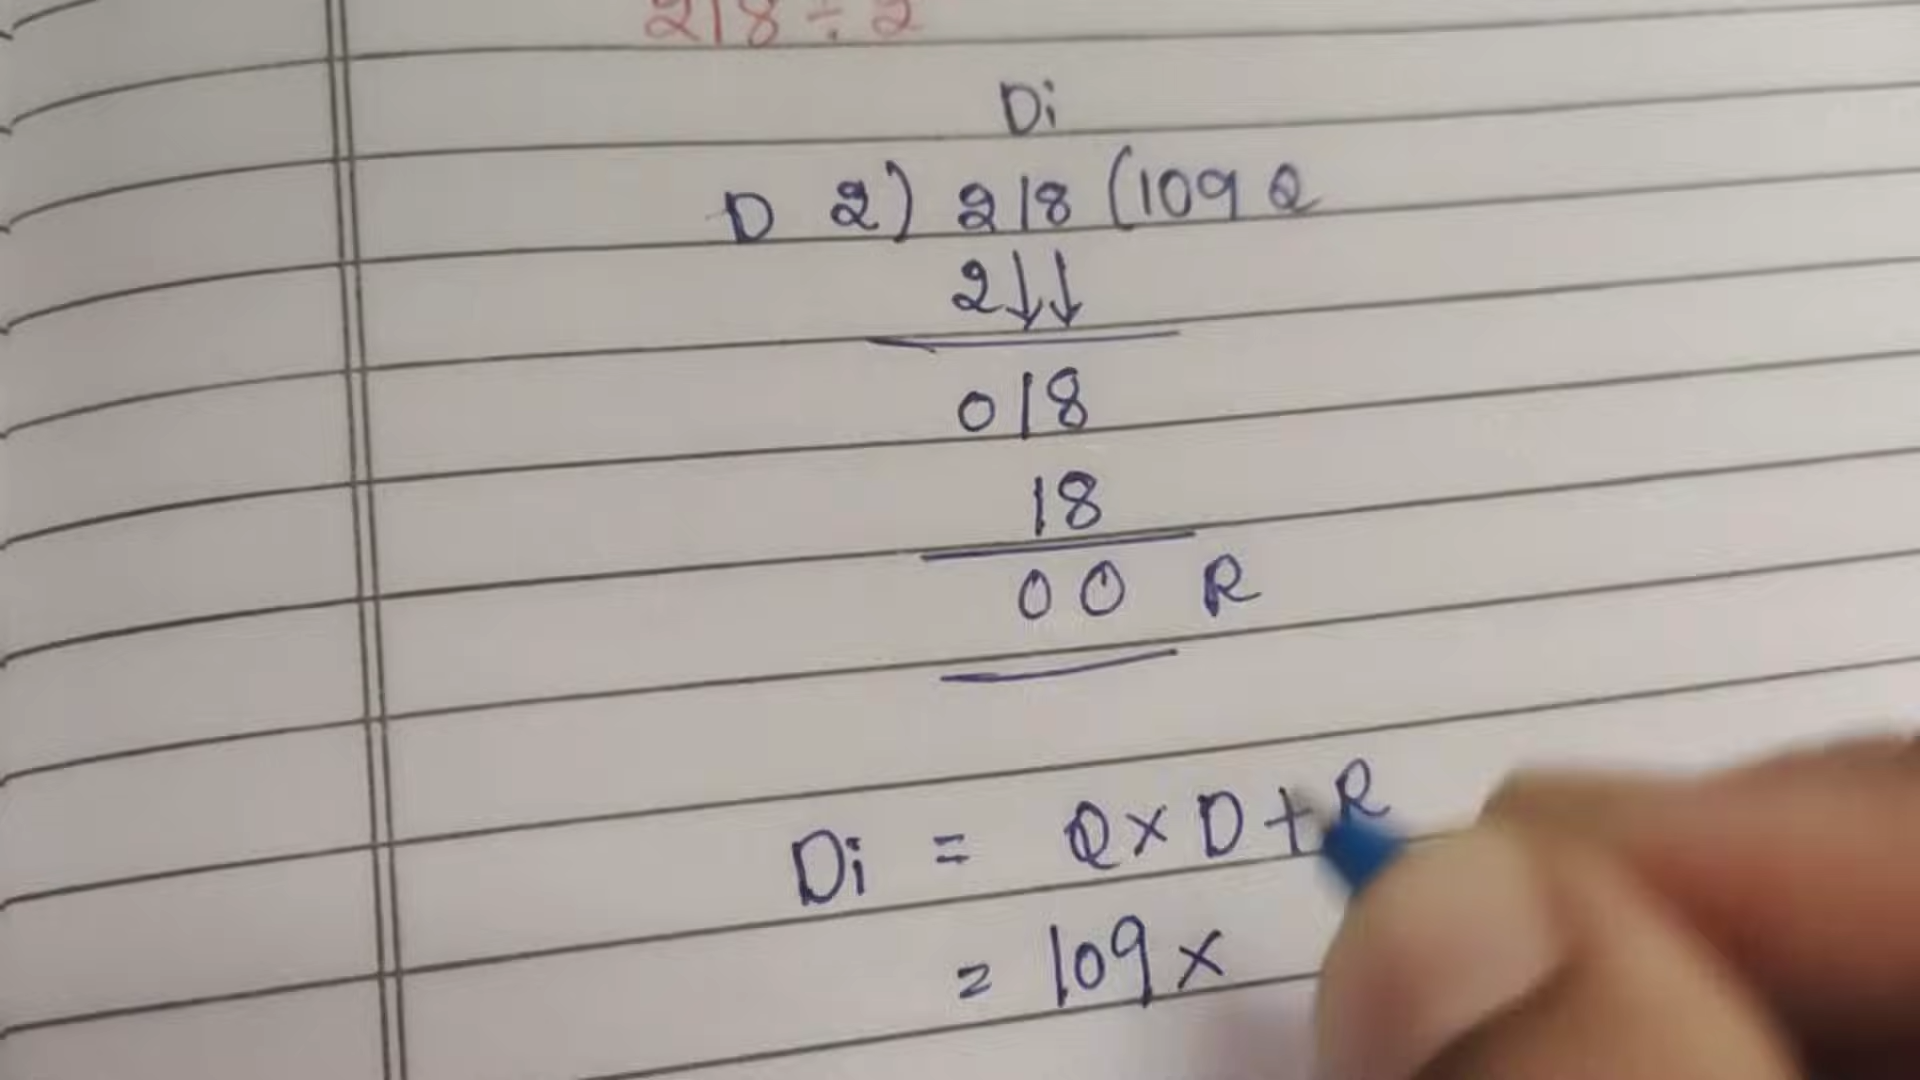 218 ÷ 2
Di
D 2) 218 (109 Q
2↓↓
018
18
00 R
Di = Q x D + R
= 109 x